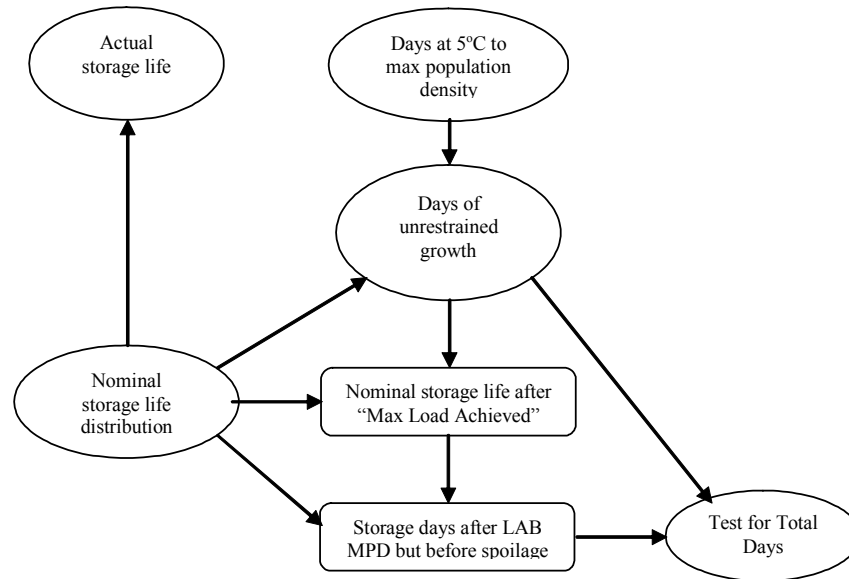 Actual
storage life
Days at 5ºC to
max population
density
Days of
unrestrained
growth
Nominal
storage life
distribution
Nominal storage life after
“Max Load Achieved”
Storage days after LAB
MPD but before spoilage
Test for Total
Days